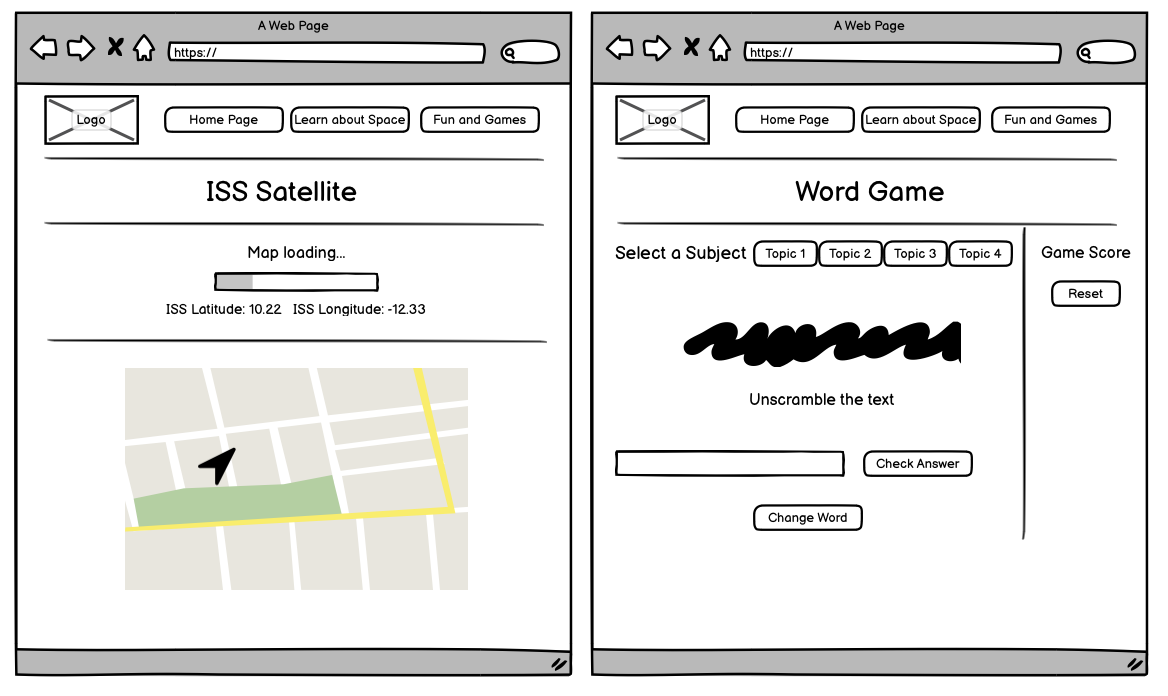 A Web Page
https://
Logo
Home Page
Learn about Space
Fun and Games
ISS Satellite
Map loading...
ISS Latitude: 10.22 ISS Longitude: -12.33
A Web Page
https://
Logo
Home Page
Learn about Space
Fun and Games
Word Game
Select a Subject
Topic 1
Topic 2
Topic 3
Topic 4
Game Score
Reset
Unscramble the text
Check Answer
Change Word